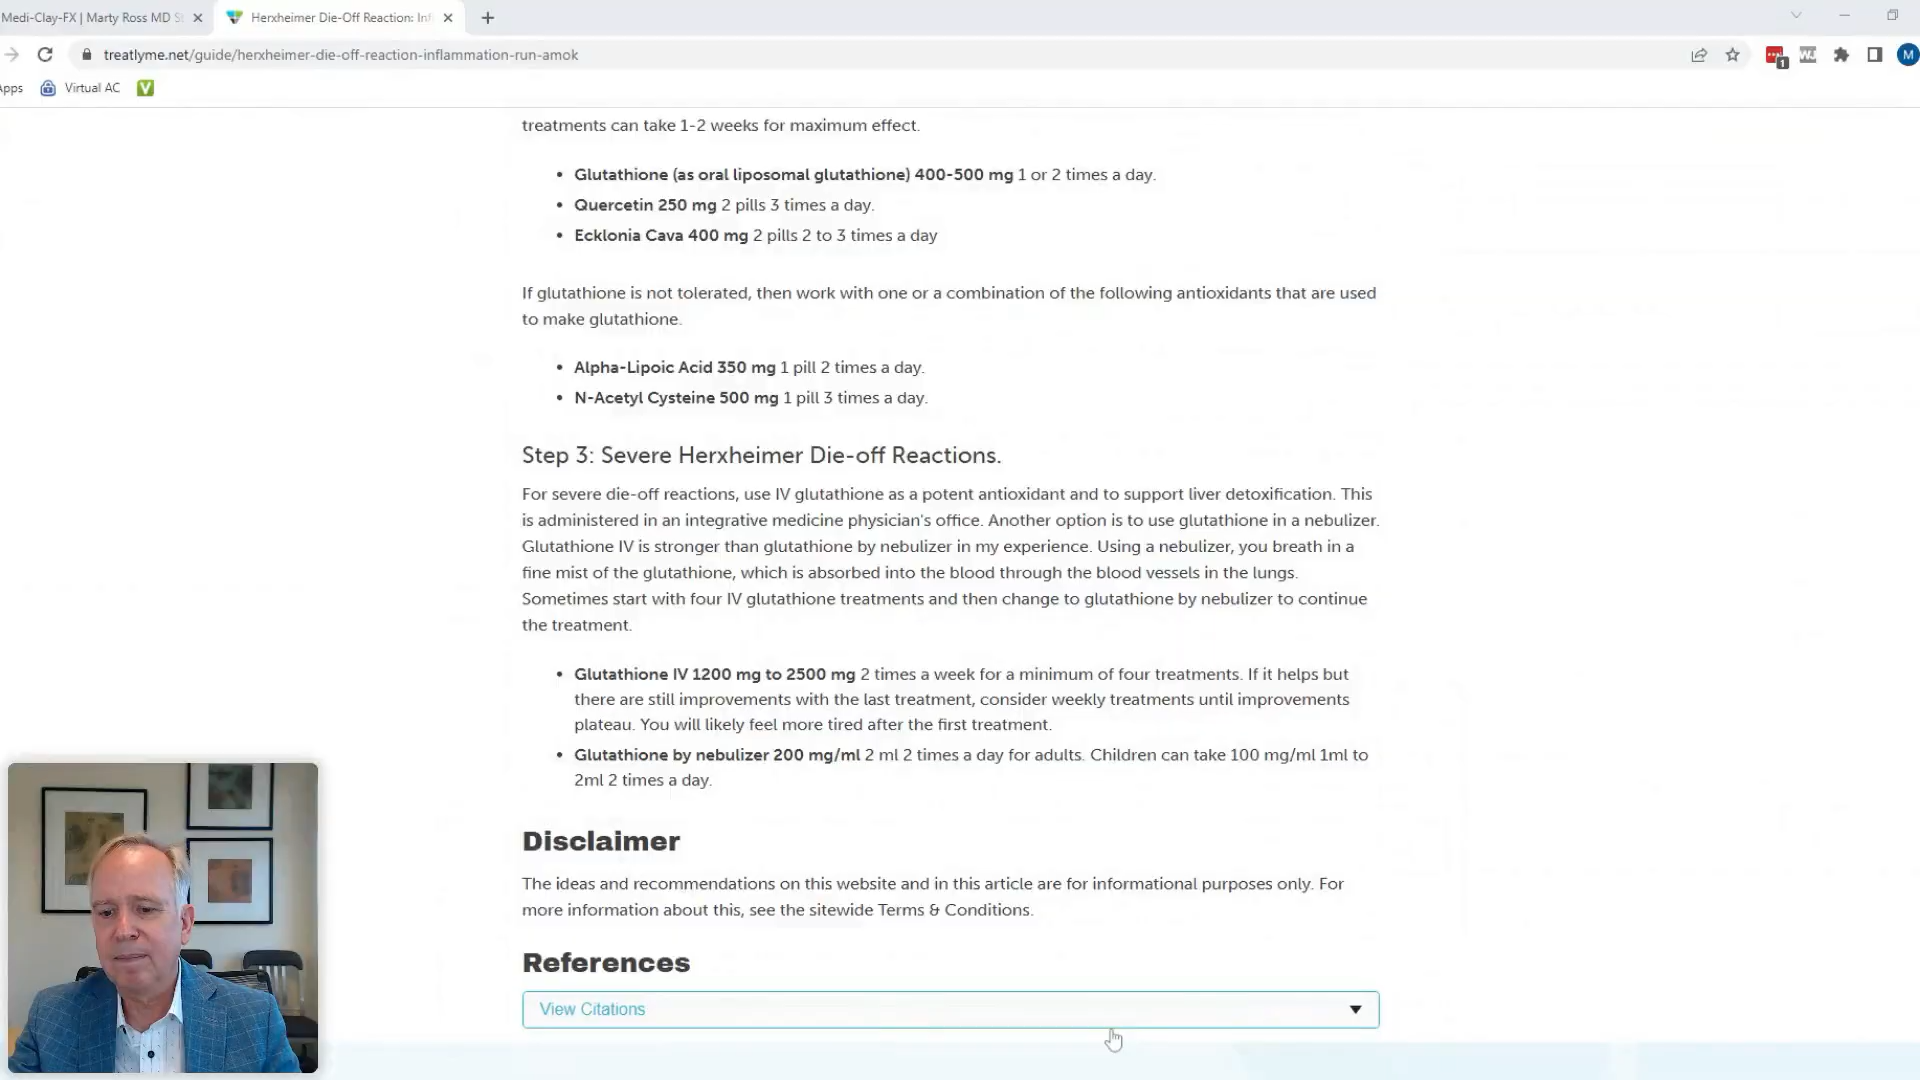 Medi-Clay-FX | Marty Ross MD S
Herxheimer Die-Off Reaction: Inf
treatlyme.net/guide/herxheimer-die-off-reaction-inflammation-run-amok
1
M
Apps
Virtual AC
V
treatments can take 1-2 weeks for maximum effect.
• Glutathione (as oral liposomal glutathione) 400-500 mg 1 or 2 times a day.
• Quercetin 250 mg 2 pills 3 times a day.
• Ecklonia Cava 400 mg 2 pills 2 to 3 times a day
If glutathione is not tolerated, then work with one or a combination of the following antioxidants that are used
to make glutathione.
• Alpha-Lipoic Acid 350 mg 1 pill 2 times a day.
• N-Acetyl Cysteine 500 mg 1 pill 3 times a day.
Step 3: Severe Herxheimer Die-off Reactions.
For severe die-off reactions, use IV glutathione as a potent antioxidant and to support liver detoxification. This
is administered in an integrative medicine physician's office. Another option is to use glutathione in a nebulizer.
Glutathione IV is stronger than glutathione by nebulizer in my experience. Using a nebulizer, you breath in a
fine mist of the glutathione, which is absorbed into the blood through the blood vessels in the lungs.
Sometimes start with four IV glutathione treatments and then change to glutathione by nebulizer to continue
the treatment.
• Glutathione IV 1200 mg to 2500 mg 2 times a week for a minimum of four treatments. If it helps but
there are still improvements with the last treatment, consider weekly treatments until improvements
plateau. You will likely feel more tired after the first treatment.
• Glutathione by nebulizer 200 mg/ml 2 ml 2 times a day for adults. Children can take 100 mg/ml 1ml to
2ml 2 times a day.
Disclaimer
The ideas and recommendations on this website and in this article are for informational purposes only. For
more information about this, see the sitewide Terms & Conditions.
References
View Citations